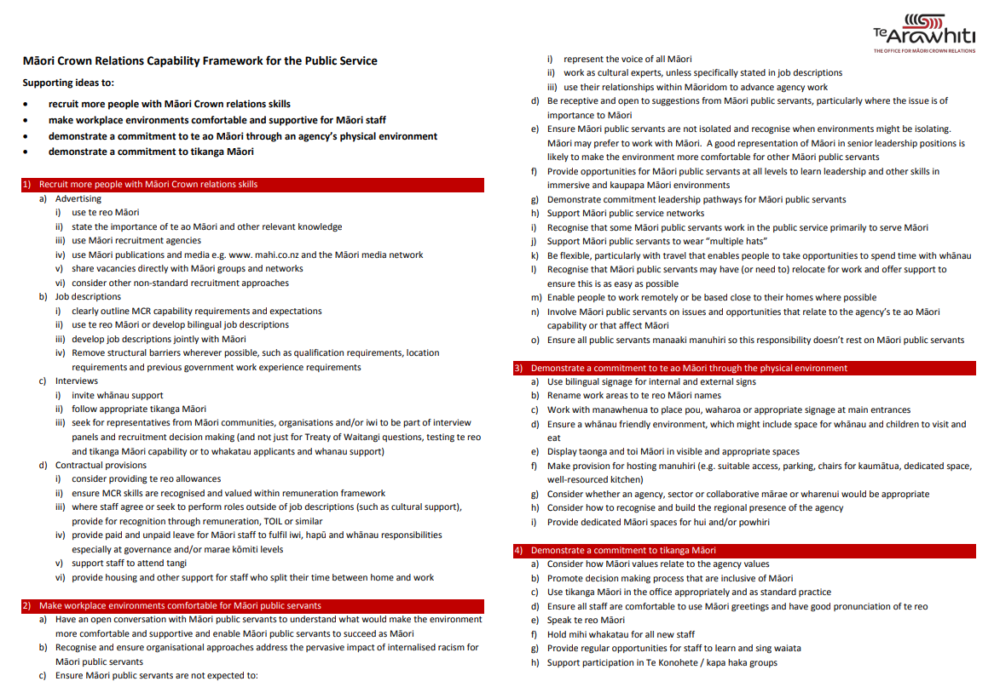 Māori Crown Relations Capability Framework for the Public Service
Supporting ideas to:
• recruit more people with Māori Crown relations skills
• make workplace environments comfortable and supportive for Māori staff
• demonstrate a commitment to te ao Māori through an agency's physical environment
• demonstrate a commitment to tikanga Māori
1) Recruit more people with Māori Crown relations skills
a) Advertising
i) use te reo Māori
ii) state the importance of te ao Māori and other relevant knowledge
iii) use Māori recruitment agencies
iv) use Māori publications and media e.g. www. mahi.co.nz and the Māori media network
v) share vacancies directly with Māori groups and networks
vi) consider other non-standard recruitment approaches
b) Job descriptions
i) clearly outline MCR capability requirements and expectations
ii) use te reo Māori or develop bilingual job descriptions
iii) develop job descriptions jointly with Māori
iv) Remove structural barriers wherever possible, such as qualification requirements, location
requirements and previous government work experience requirements
c) Interviews
i) invite whānau support
ii) follow appropriate tikanga Māori
iii) seek for representatives from Māori communities, organisations and/or iwi to be part of interview
panels and recruitment decision making (and not just for Treaty of Waitangi questions, testing te reo
and tikanga Māori capability or to whakatau applicants and whanau support)
d) Contractual provisions
i) consider providing te reo allowances
ii) ensure MCR skills are recognised and valued within remuneration framework
iii) where staff agree or seek to perform roles outside of job descriptions (such as cultural support),
provide for recognition through remuneration, TOIL or similar
iv) provide paid and unpaid leave for Māori staff to fulfil iwi, hapū and whānau responsibilities
especially at governance and/or marae kōmiti levels
v) support staff to attend tangi
vi) provide housing and other support for staff who split their time between home and work
2) Make workplace environments comfortable for Māori public servants
a) Have an open conversation with Māori public servants to understand what would make the environment
more comfortable and supportive and enable Māori public servants to succeed as Māori
b) Recognise and ensure organisational approaches address the pervasive impact of internalised racism for
Māori public servants
c) Ensure Māori public servants are not expected to:
TeArawhiti
THE OFFICE FOR MĀORI CROWN RELATIONS
i) represent the voice of all Māori
ii) work as cultural experts, unless specifically stated in job descriptions
iii) use their relationships within Māoridom to advance agency work
d) Be receptive and open to suggestions from Māori public servants, particularly where the issue is of
importance to Māori
e) Ensure Māori public servants are not isolated and recognise when environments might be isolating.
Māori may prefer to work with Māori. A good representation of Māori in senior leadership positions is
likely to make the environment more comfortable for other Māori public servants
f) Provide opportunities for Māori public servants at all levels to learn leadership and other skills in
immersive and kaupapa Māori environments
g) Demonstrate commitment leadership pathways for Māori public servants
h) Support Māori public service networks
i) Recognise that some Māori public servants work in the public service primarily to serve Māori
j) Support Māori public servants to wear "multiple hats"
k) Be flexible, particularly with travel that enables people to take opportunities to spend time with whānau
l) Recognise that Māori public servants may have (or need to) relocate for work and offer support to
ensure this is as easy as possible
m) Enable people to work remotely or be based close to their homes where possible
n) Involve Māori public servants on issues and opportunities that relate to the agency's te ao Māori
capability or that affect Māori
o) Ensure all public servants manaaki manuhiri so this responsibility doesn't rest on Māori public servants
3) Demonstrate a commitment to te ao Māori through the physical environment
a) Use bilingual signage for internal and external signs
b) Rename work areas to te reo Māori names
c) Work with manawhenua to place pou, waharoa or appropriate signage at main entrances
d) Ensure a whānau friendly environment, which might include space for whānau and children to visit and
eat
e) Display taonga and toi Māori in visible and appropriate spaces
f) Make provision for hosting manuhiri (e.g. suitable access, parking, chairs for kaumātua, dedicated space,
well-resourced kitchen)
g) Consider whether an agency, sector or collaborative mārae or wharenui would be appropriate
h) Consider how to recognise and build the regional presence of the agency
i) Provide dedicated Māori spaces for hui and/or powhiri
4) Demonstrate a commitment to tikanga Māori
a) Consider how Māori values relate to the agency values
b) Promote decision making process that are inclusive of Māori
c) Use tikanga Māori in the office appropriately and as standard practice
d) Ensure all staff are comfortable to use Māori greetings and have good pronunciation of te reo
e) Speak te reo Māori
f) Hold mihi whakatau for all new staff
g) Provide regular opportunities for staff to learn and sing waiata
h) Support participation in Te Konohete / kapa haka groups